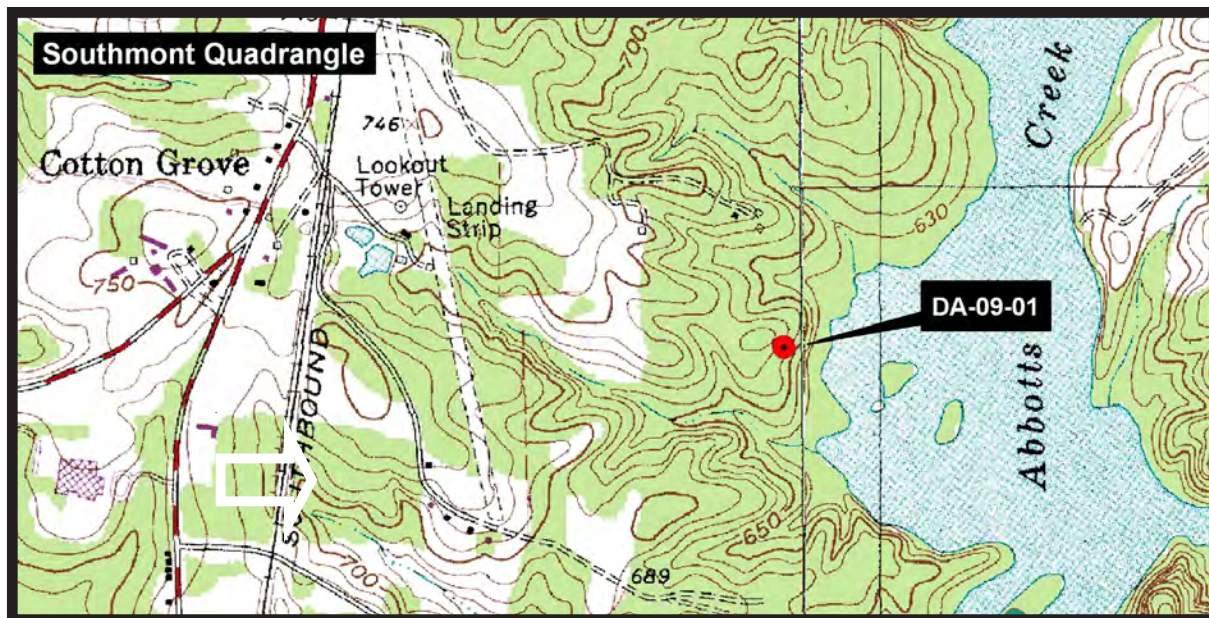 Southmont Quadrangle
700
Creek
746
Cotton Grove
Lookout
Tower
Landing
Strip
630
750
DA-09-01
Abbotts
650
700
689